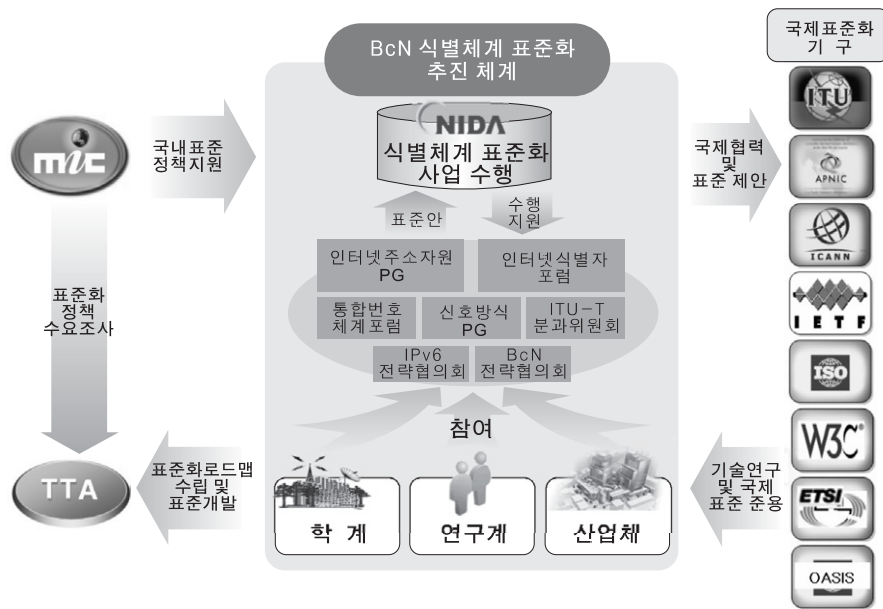 국제표준화
기 구
BcN 식별체계 표준화
추진 체계
mic
국내표준
정책지원
NIDA
식별체계 표준화
사업 수행
국제협력
및
표준 제안
표준안
수행
지원
인터넷주소자원
PG
인터넷식별자
포럼
통합번호
체계포럼
신호방식
PG
ITU-T
분과위원회
IPv6
전략협의회
BcN
전략협의회
표준화
정책
수요조사
참여
학 계
연구계
산업체
TTA
표준화로드맵
수립 및
표준개발
기술연구
및 국제
표준 준용
ITU
APNIC
ICANN
IETF
ISO
W3C
ETSI
OASIS